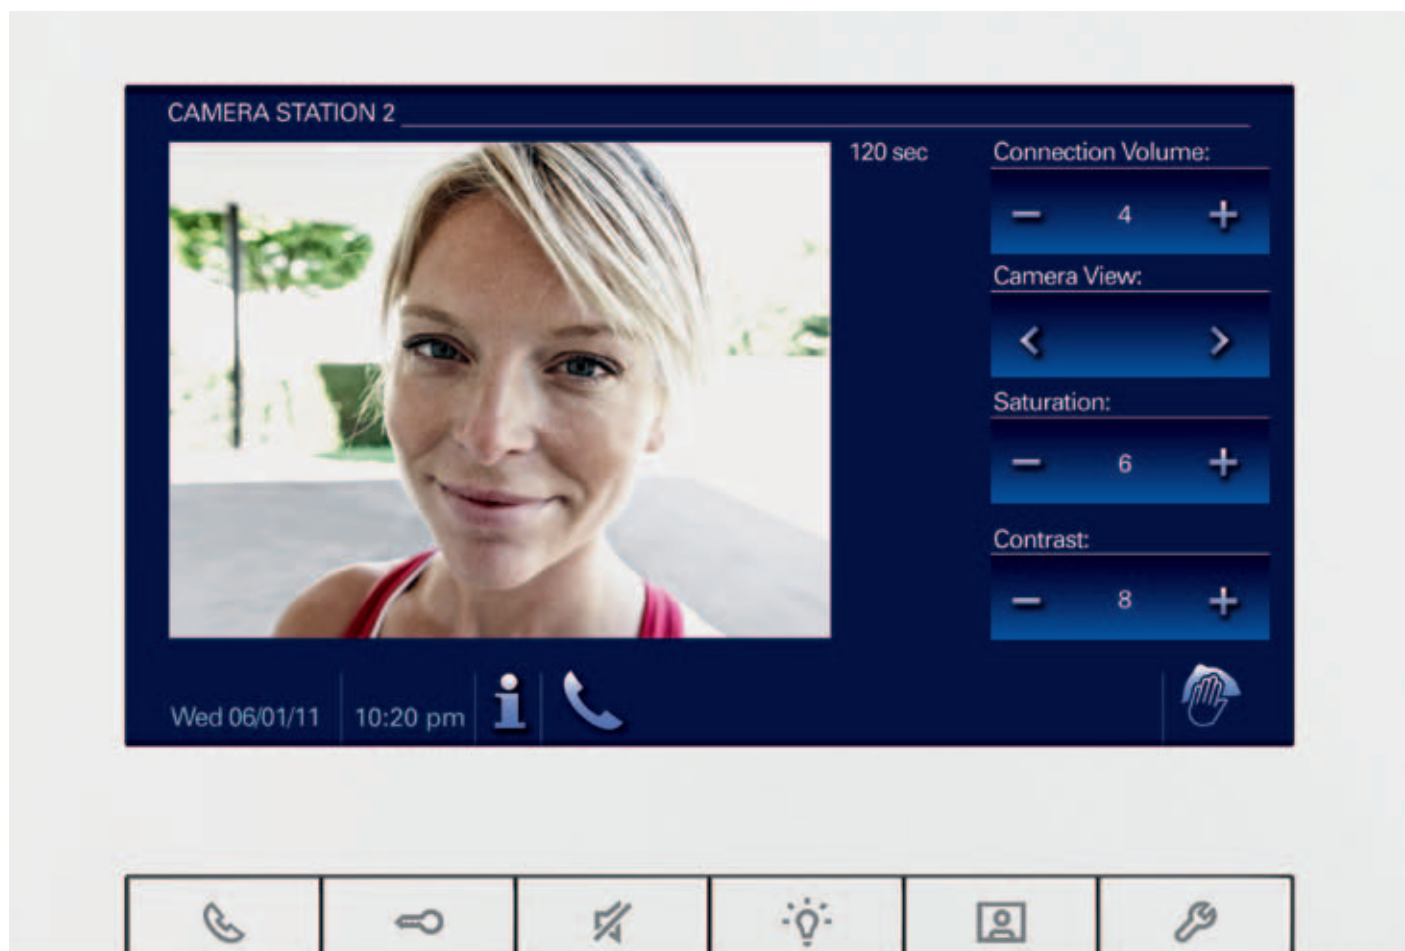 CAMERA STATION 2
120 sec
Connection Volume:
− 4 +
Camera View:
< >
Saturation:
− 6 +
Contrast:
− 8 +
Wed 06/01/11
10:20 pm
i